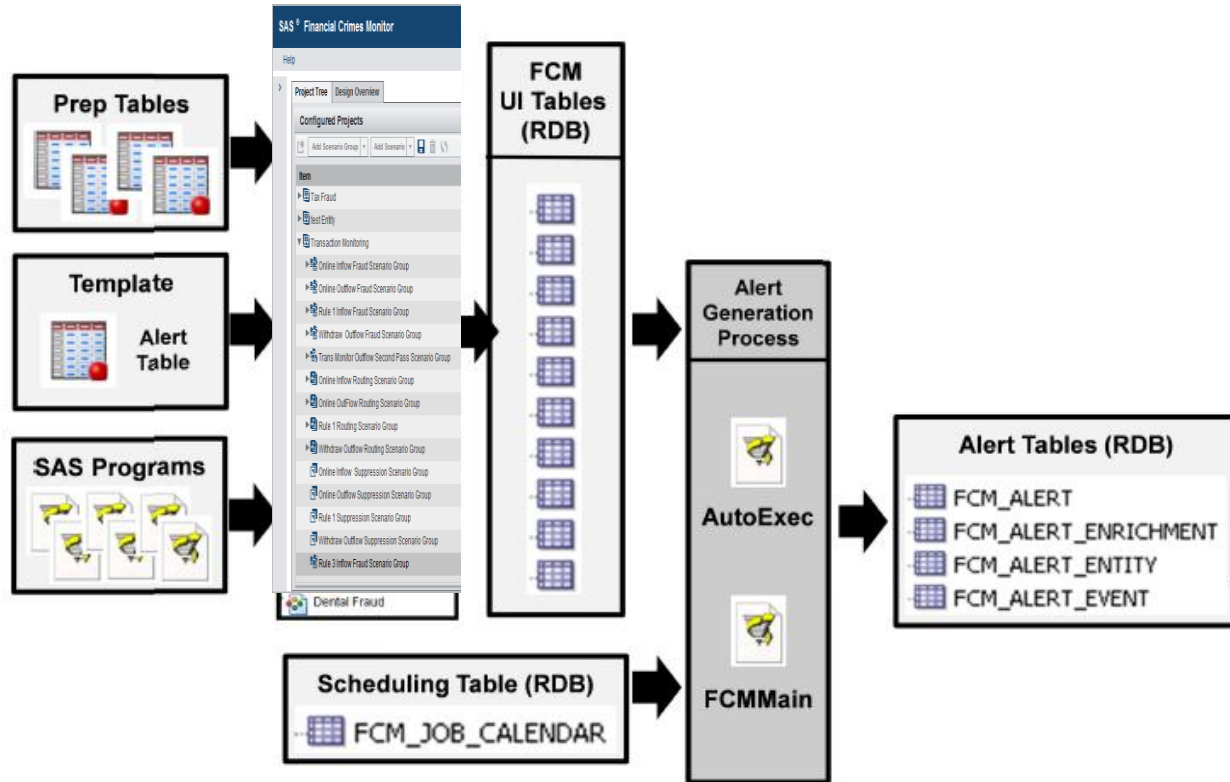 Prep Tables
Template
Alert
Table
SAS Programs
SAS ® Financial Crimes Monitor
Help
Project Tree
Design Overview
Configured Projects
Add Scenario Group
Add Scenario
Item
Tax Fraud
test Entity
Transaction Monitoring
Online Inflow Fraud Scenario Group
Online Outflow Fraud Scenario Group
Rule 1 Inflow Fraud Scenario Group
Withdraw Outflow Fraud Scenario Group
Trans Monitor Outflow Second Pass Scenario Group
Online Inflow Routing Scenario Group
Online OutFlow Routing Scenario Group
Rule 1 Routing Scenario Group
Withdraw Outflow Routing Scenario Group
Online Inflow Suppression Scenario Group
Online Outflow Suppression Scenario Group
Rule 1 Suppression Scenario Group
Withdraw Outflow Suppression Scenario Group
Rule 3 Inflow Fraud Scenario Group
Dental Fraud
FCM
UI Tables
(RDB)
Scheduling Table (RDB)
FCM_JOB_CALENDAR
Alert
Generation
Process
AutoExec
FCMMain
Alert Tables (RDB)
FCM_ALERT
FCM_ALERT_ENRICHMENT
FCM_ALERT_ENTITY
FCM_ALERT_EVENT